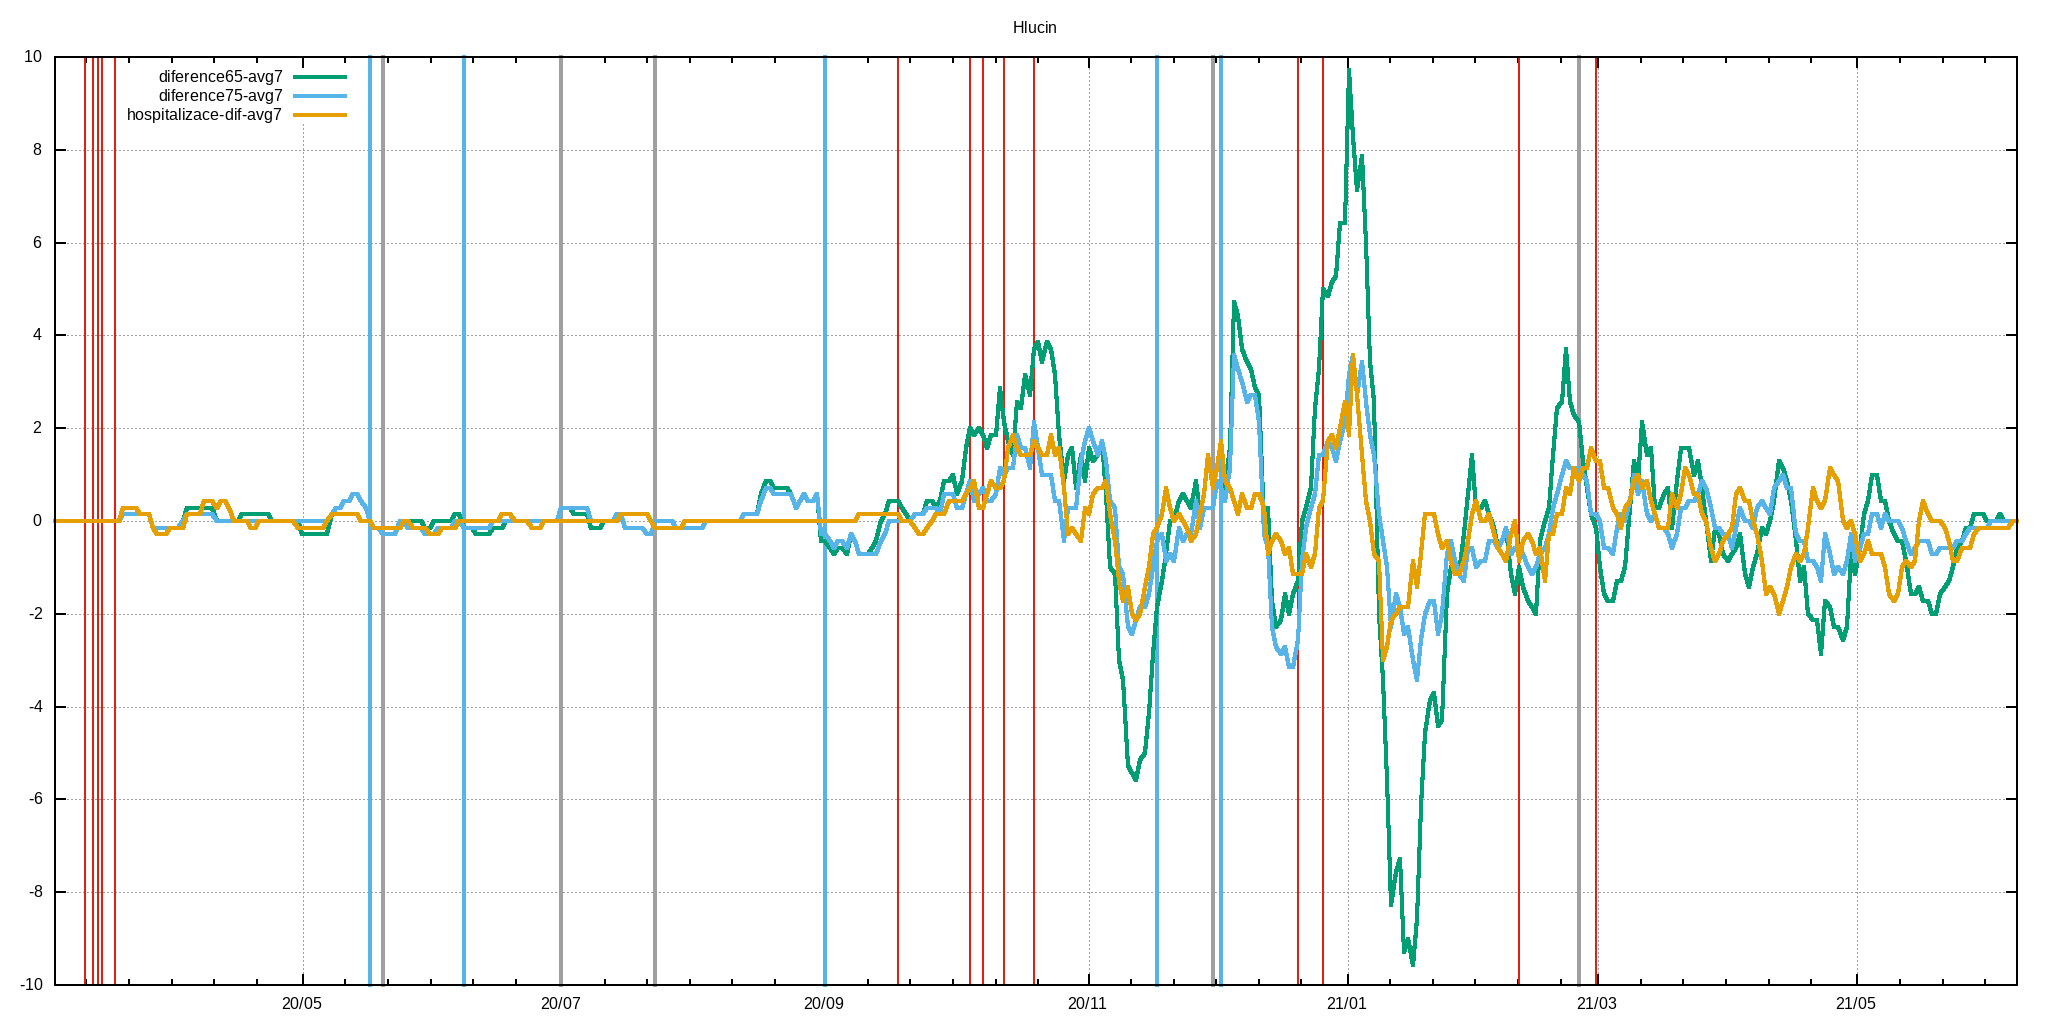 Hlucin
diference65-avg7
diference75-avg7
hospitalizace-dif-avg7
10
8
6
4
2
0
-2
-4
-6
-8
-10
20/05 20/07 20/09 20/11 21/01 21/03 21/05